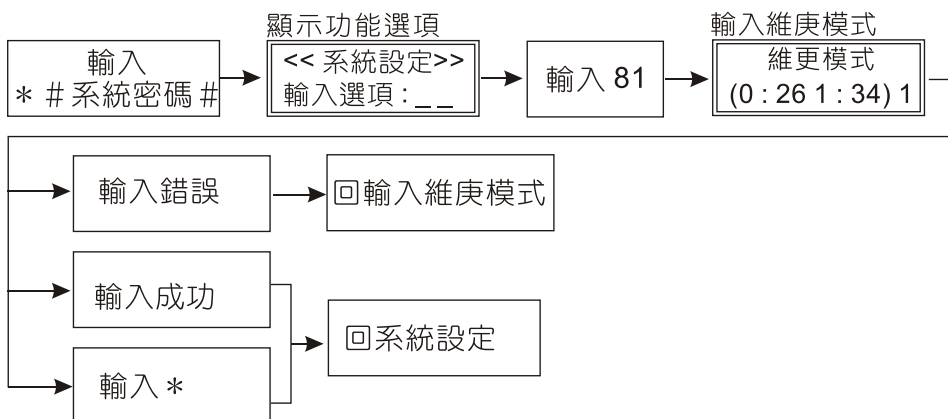 顯示功能選項
輸入維庚模式
輸入
＊＃系統密碼＃
<< 系統設定>>
輸入選項：_ _
輸入 81
維更模式
(0 : 26 1 : 34) 1
輸入錯誤
回輸入維庚模式
輸入成功
回系統設定
輸入＊